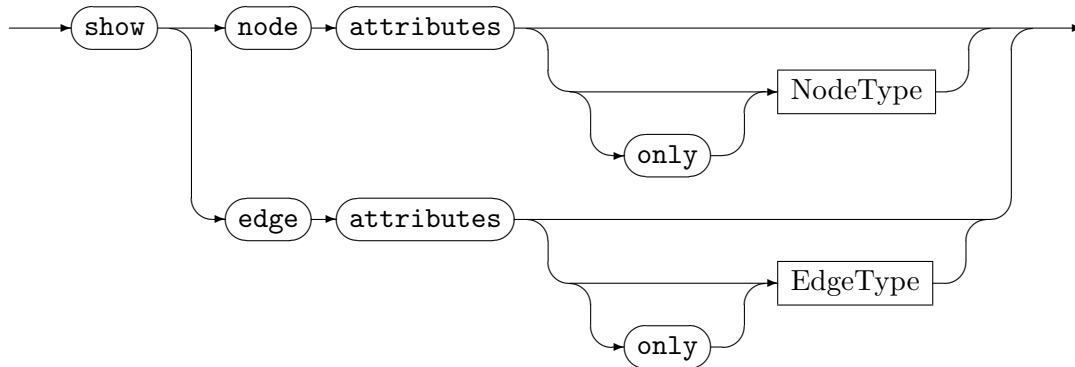 show node attributes
NodeType
only
edge attributes
EdgeType
only